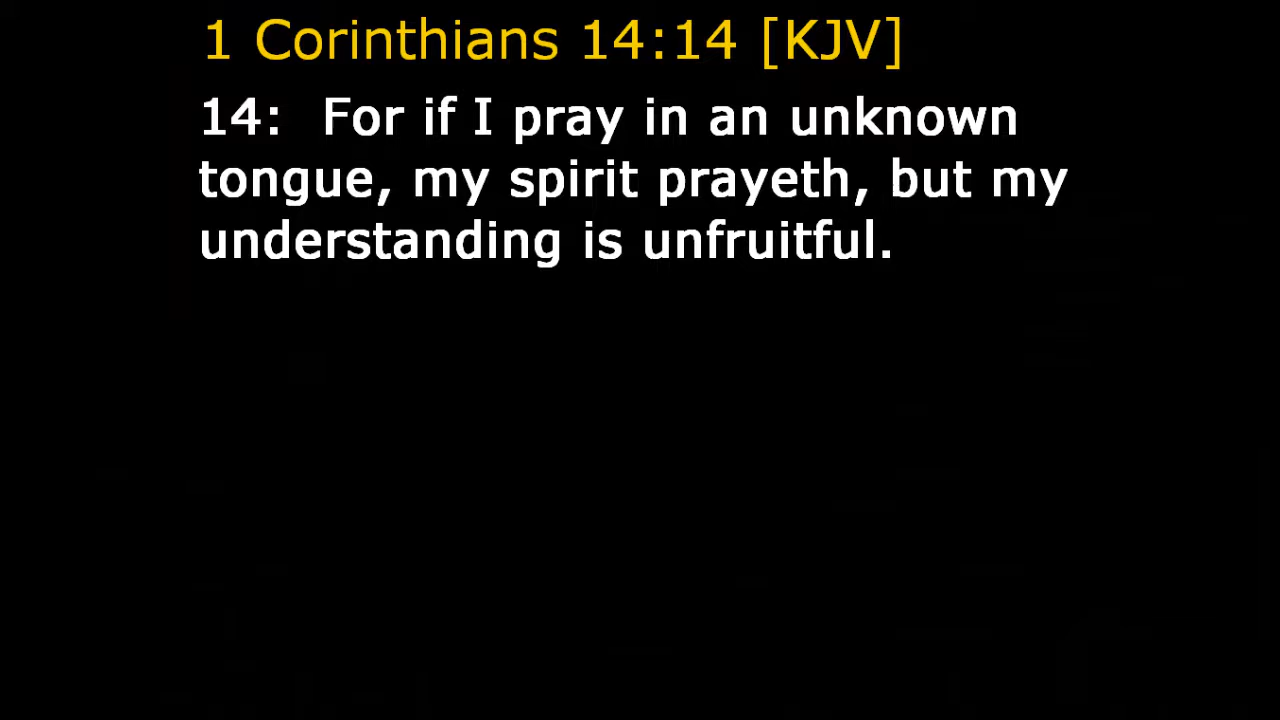 1 Corinthians 14:14 [KJV]
14: For if I pray in an unknown
tongue, my spirit prayeth, but my
understanding is unfruitful.